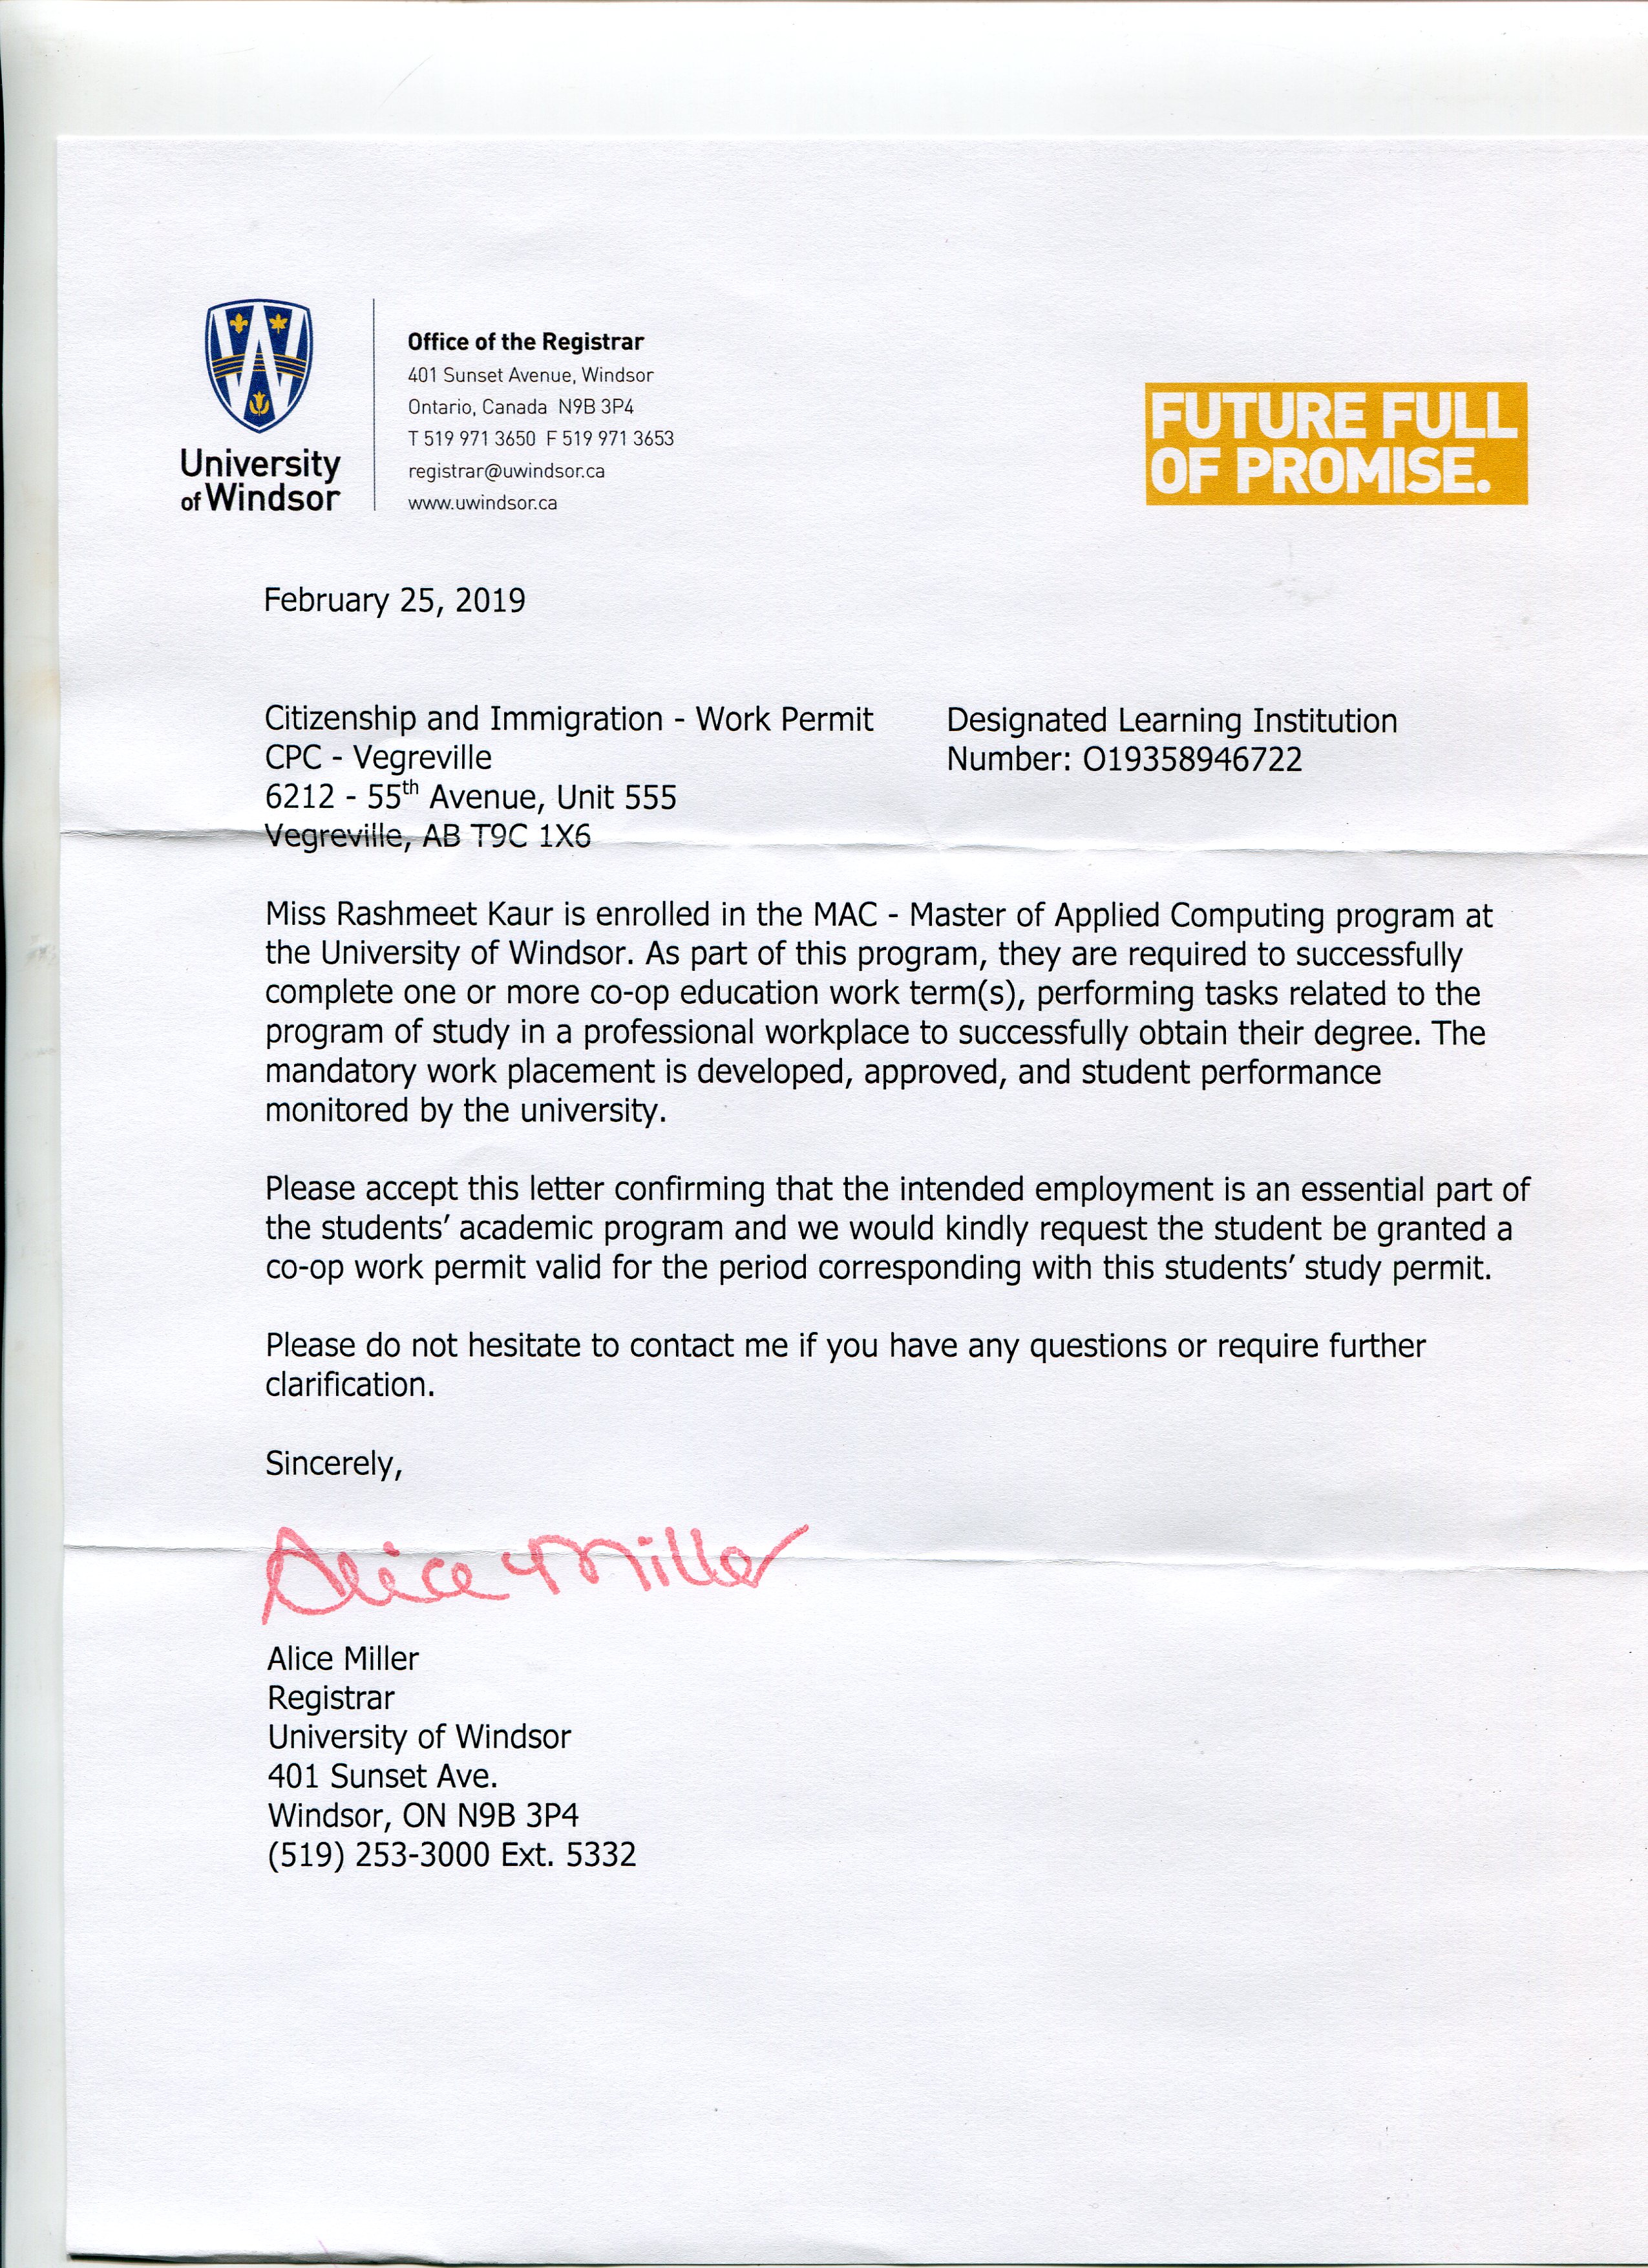 University
of Windsor
Office of the Registrar
401 Sunset Avenue, Windsor
Ontario, Canada N9B 3P4
T 519 971 3650 F 519 971 3653
registrar@uwindsor.ca
www.uwindsor.ca
FUTURE FULL
OF PROMISE.
February 25, 2019
Citizenship and Immigration - Work Permit
CPC - Vegreville
6212 - 55th Avenue, Unit 555
Vegreville, AB T9C 1X6
Designated Learning Institution
Number: O19358946722
Miss Rashmeet Kaur is enrolled in the MAC - Master of Applied Computing program at
the University of Windsor. As part of this program, they are required to successfully
complete one or more co-op education work term(s), performing tasks related to the
program of study in a professional workplace to successfully obtain their degree. The
mandatory work placement is developed, approved, and student performance
monitored by the university.
Please accept this letter confirming that the intended employment is an essential part of
the students’ academic program and we would kindly request the student be granted a
co-op work permit valid for the period corresponding with this students’ study permit.
Please do not hesitate to contact me if you have any questions or require further
clarification.
Sincerely,
Alice Miller
Alice Miller
Registrar
University of Windsor
401 Sunset Ave.
Windsor, ON N9B 3P4
(519) 253-3000 Ext. 5332